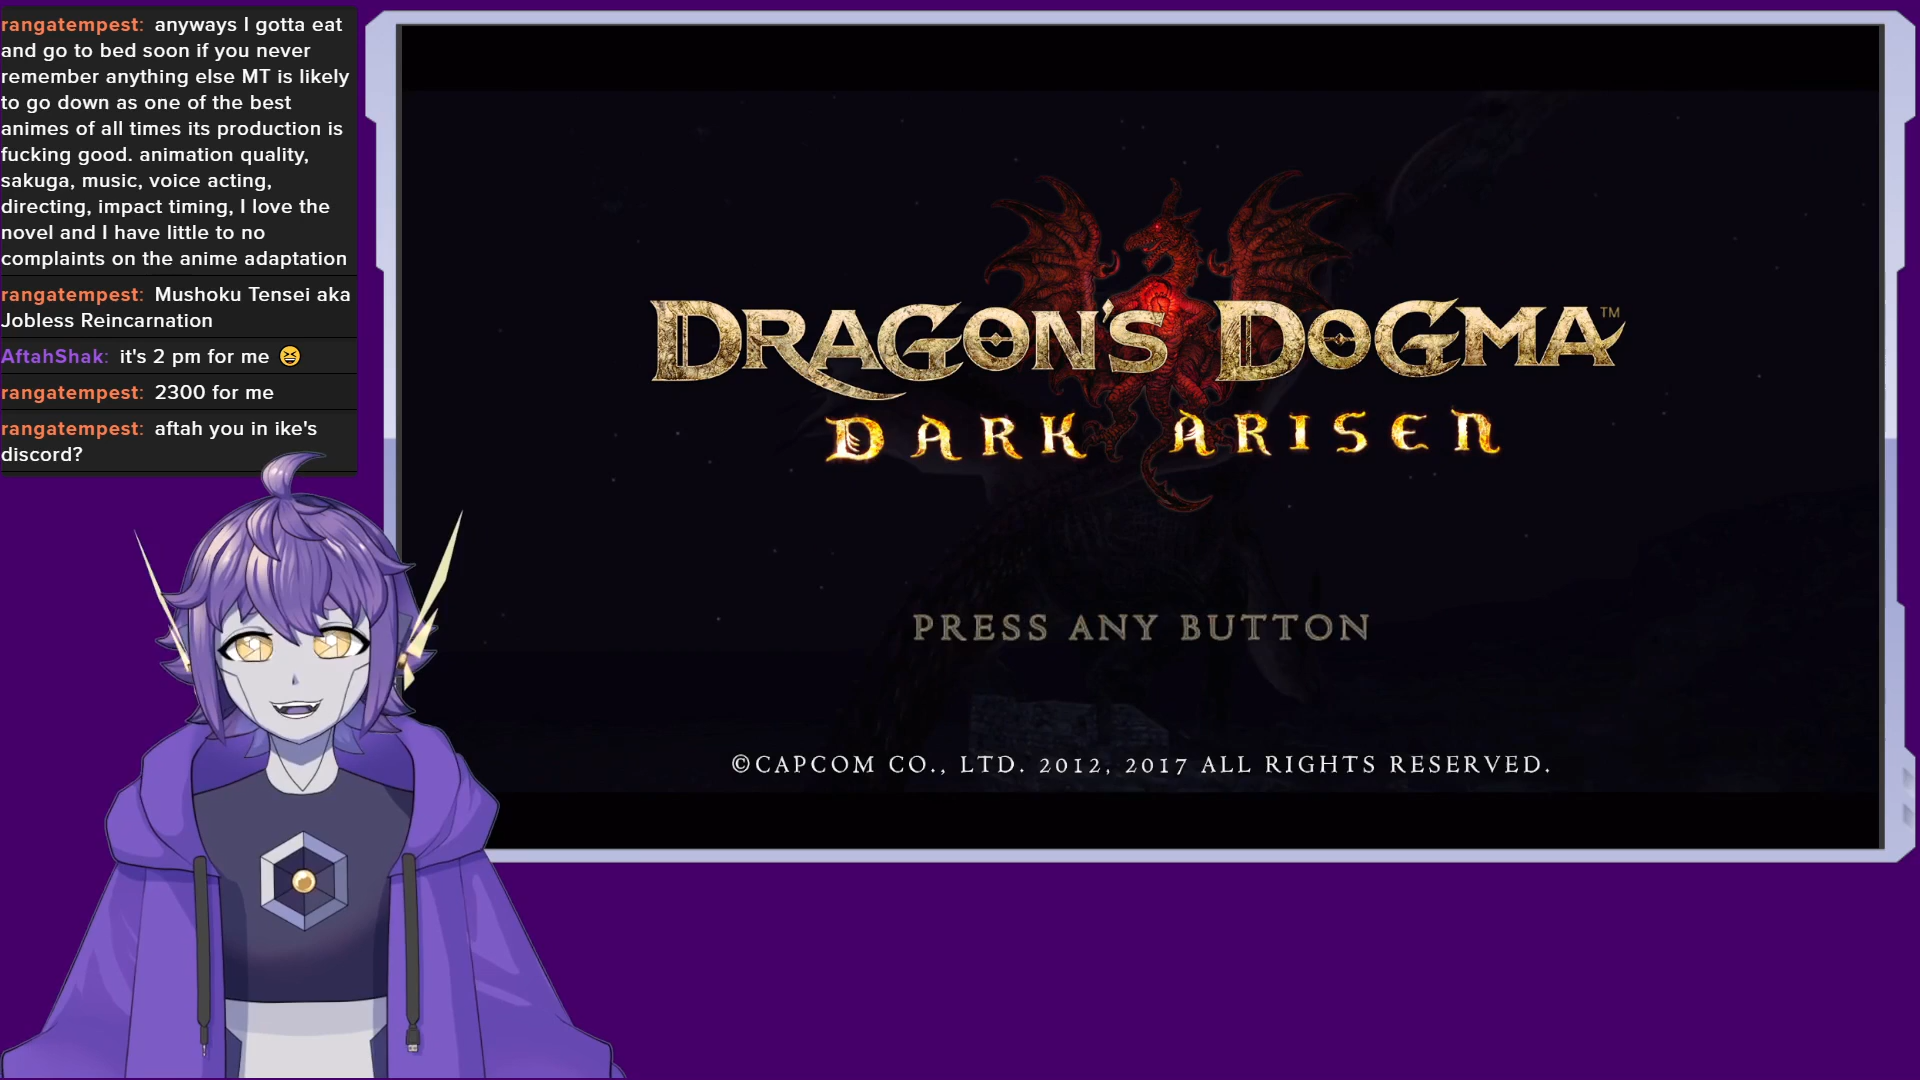 rangatempest: anyways I gotta eat
and go to bed soon if you never
remember anything else MT is likely
to go down as one of the best
animes of all times its production is
fucking good. animation quality,
sakuga, music, voice acting,
directing, impact timing, I love the
novel and I have little to no
complaints on the anime adaptation
rangatempest: Mushoku Tensei aka
Jobless Reincarnation
AftahShak: it's 2 pm for me 😆
rangatempest: 2300 for me
rangatempest: aftah you in ike's
discord?
DRAGON'S DOGMA™
DARK ARISEN
PRESS ANY BUTTON
©CAPCOM CO., LTD. 2012, 2017 ALL RIGHTS RESERVED.